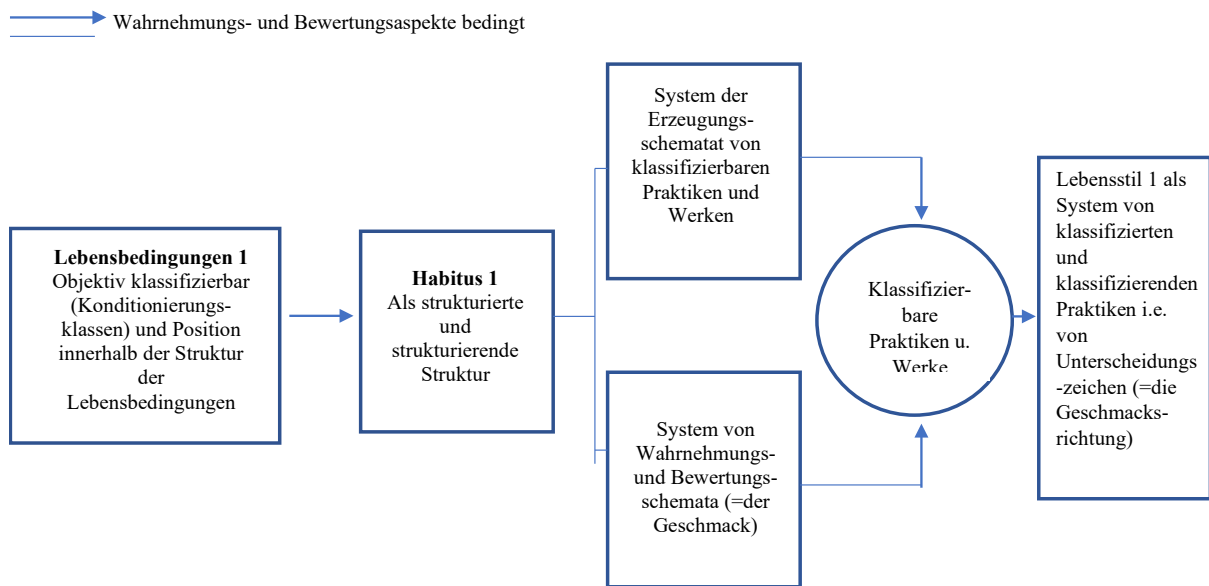 Wahrnehmungs- und Bewertungsaspekte bedingt
Lebensbedingungen 1
Objektiv klassifizierbar
(Konditionierungs-
klassen) und Position
innerhalb der Struktur
der
Lebensbedingungen
Habitus 1
Als strukturierte
und
strukturierende
Struktur
System der
Erzeugungs-
schematat von
klassifizierbaren
Praktiken und
Werken
System von
Wahrnehmungs-
und Bewertungs-
schemata (=der
Geschmack)
Klassifizier-
bare
Praktiken u.
Werke
Lebensstil 1 als
System von
klassifizierten
und
klassifizierenden
Praktiken i.e.
von
Unterscheidungs
-zeichen (=die
Geschmacks-
richtung)